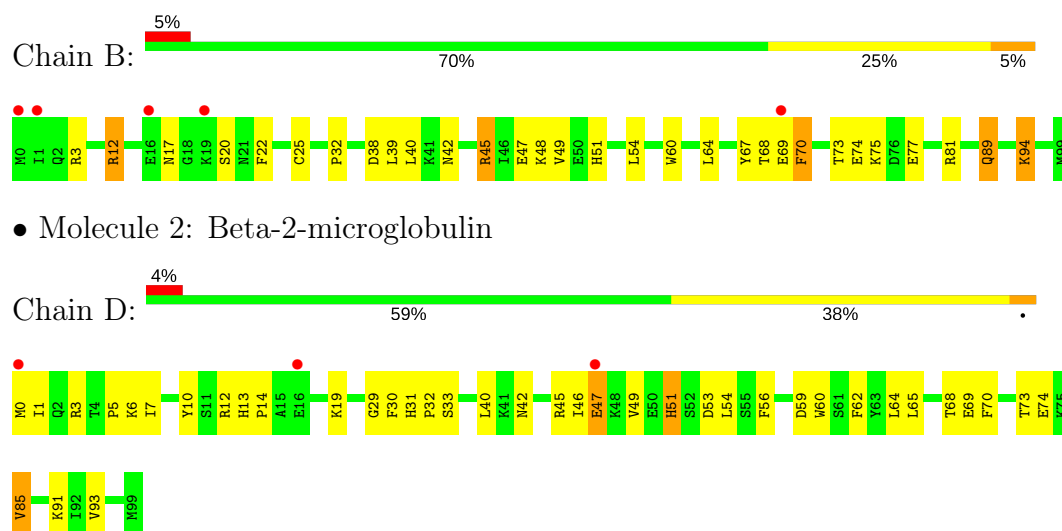 5%
Chain B:
70% 25% 5%
M0 I1 Q2 R3 R12 E16 N17 G18 K19 S20 N21 F22 C25 P32 D38 L39 L40 K41 N42 R45 I46 E47 K48 V49 E50 H51 L54 W60 L64 Y67 T68 E69 F70 T73 E74 K75 D76 E77 R81 Q89 K94 M99
• Molecule 2: Beta-2-microglobulin
4%
Chain D:
59% 38% •
M0 I1 Q2 R3 T4 P5 K6 I7 Y10 S11 R12 H13 P14 A15 E16 K19 G29 F30 H31 P32 S33 L40 K41 N42 R45 I46 E47 K48 V49 E50 H51 S52 D53 L54 S55 F56 D59 W60 S61 F62 Y63 L64 L65 T68 E69 F70 T73 E74 K75
V85 K91 I92 V93 M99